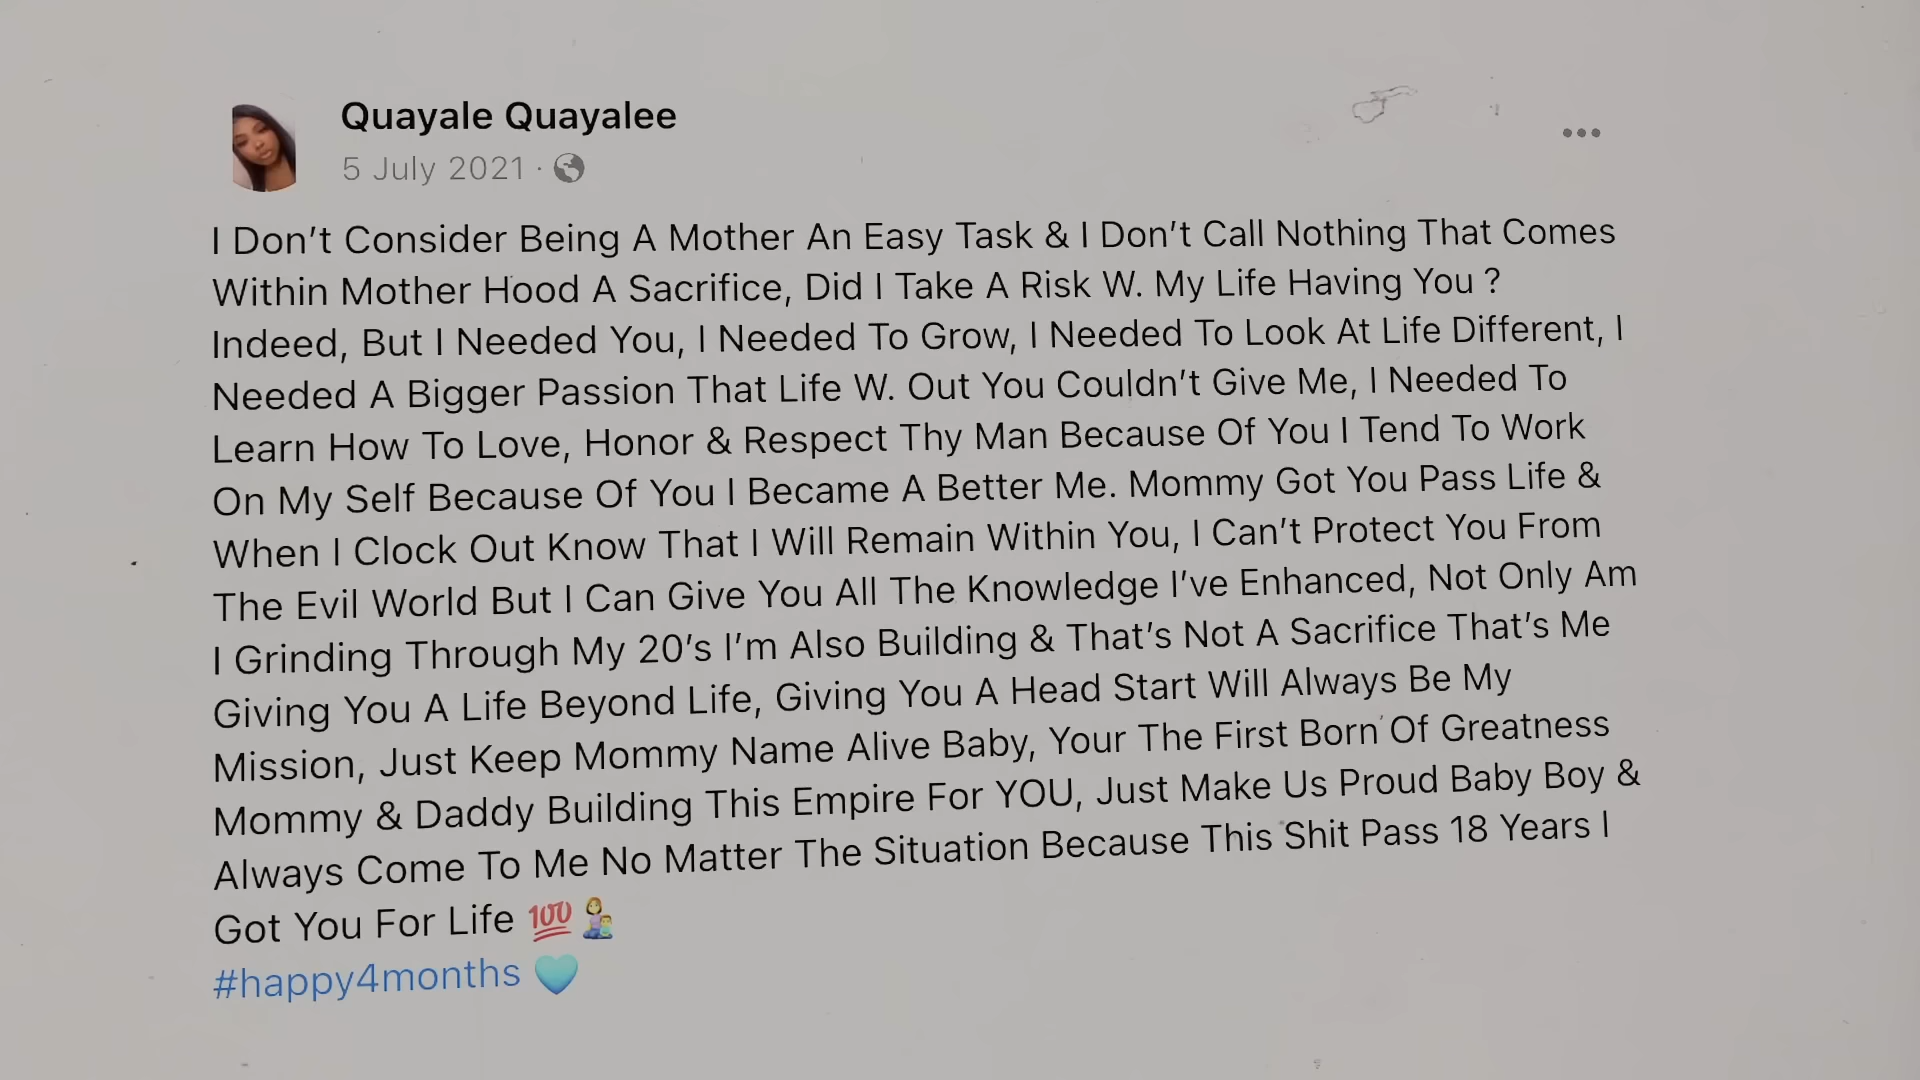 Quayale Quayalee
5 July 2021 ·
I Don't Consider Being A Mother An Easy Task & I Don't Call Nothing That Comes
Within Mother Hood A Sacrifice, Did I Take A Risk W. My Life Having You ?
Indeed, But I Needed You, I Needed To Grow, I Needed To Look At Life Different, I
Needed A Bigger Passion That Life W. Out You Couldn't Give Me, I Needed To
Learn How To Love, Honor & Respect Thy Man Because Of You I Tend To Work
On My Self Because Of You I Became A Better Me. Mommy Got You Pass Life &
When I Clock Out Know That I Will Remain Within You, I Can't Protect You From
The Evil World But I Can Give You All The Knowledge I've Enhanced, Not Only Am
I Grinding Through My 20's I'm Also Building & That's Not A Sacrifice That's Me
Giving You A Life Beyond Life, Giving You A Head Start Will Always Be My
Mission, Just Keep Mommy Name Alive Baby, Your The First Born Of Greatness
Mommy & Daddy Building This Empire For YOU, Just Make Us Proud Baby Boy &
Always Come To Me No Matter The Situation Because This Shit Pass 18 Years I
Got You For Life 💯👩‍👦
#happy4months 🩵